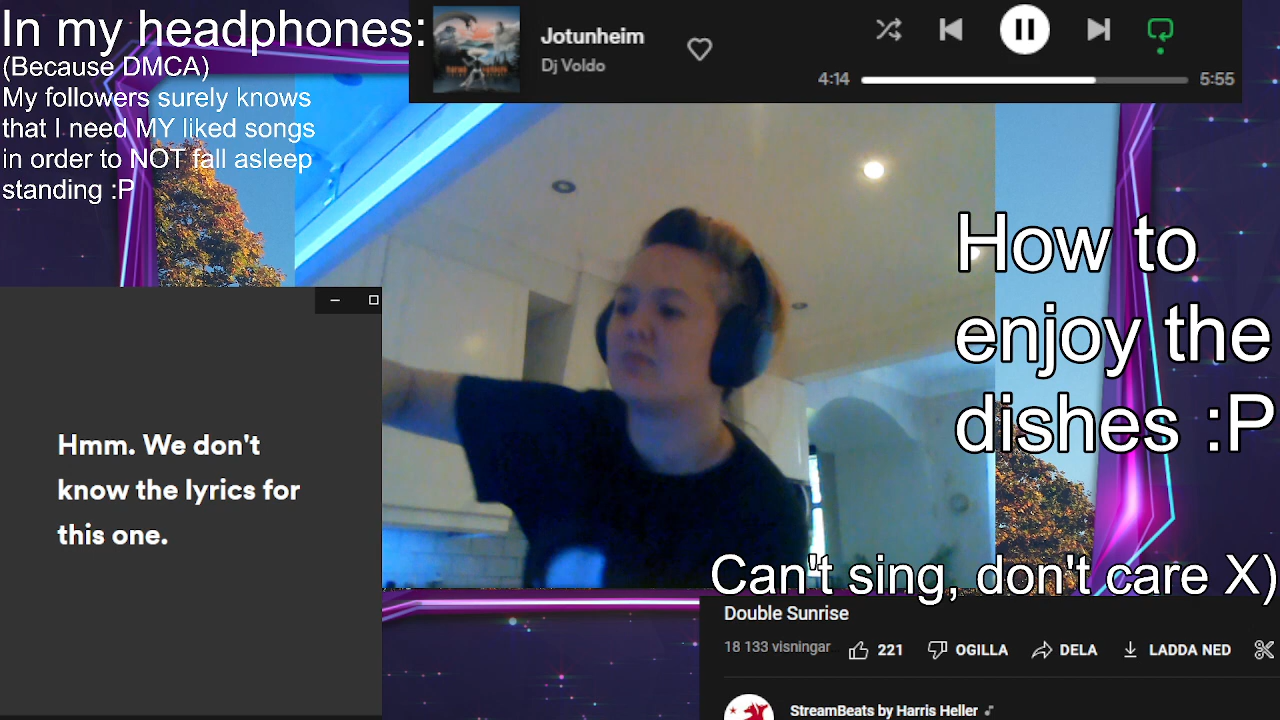 In my headphones:
(Because DMCA)
My followers surely knows
that I need MY liked songs
in order to NOT fall asleep
standing :P
Jotunheim
Dj Voldo
4:14
5:55
How to
enjoy the
dishes :P
Hmm. We don't
know the lyrics for
this one.
Can't sing, don't care X)
Double Sunrise
18 133 visningar
221
OGILLA
DELA
LADDA NED
StreamBeats by Harris Heller